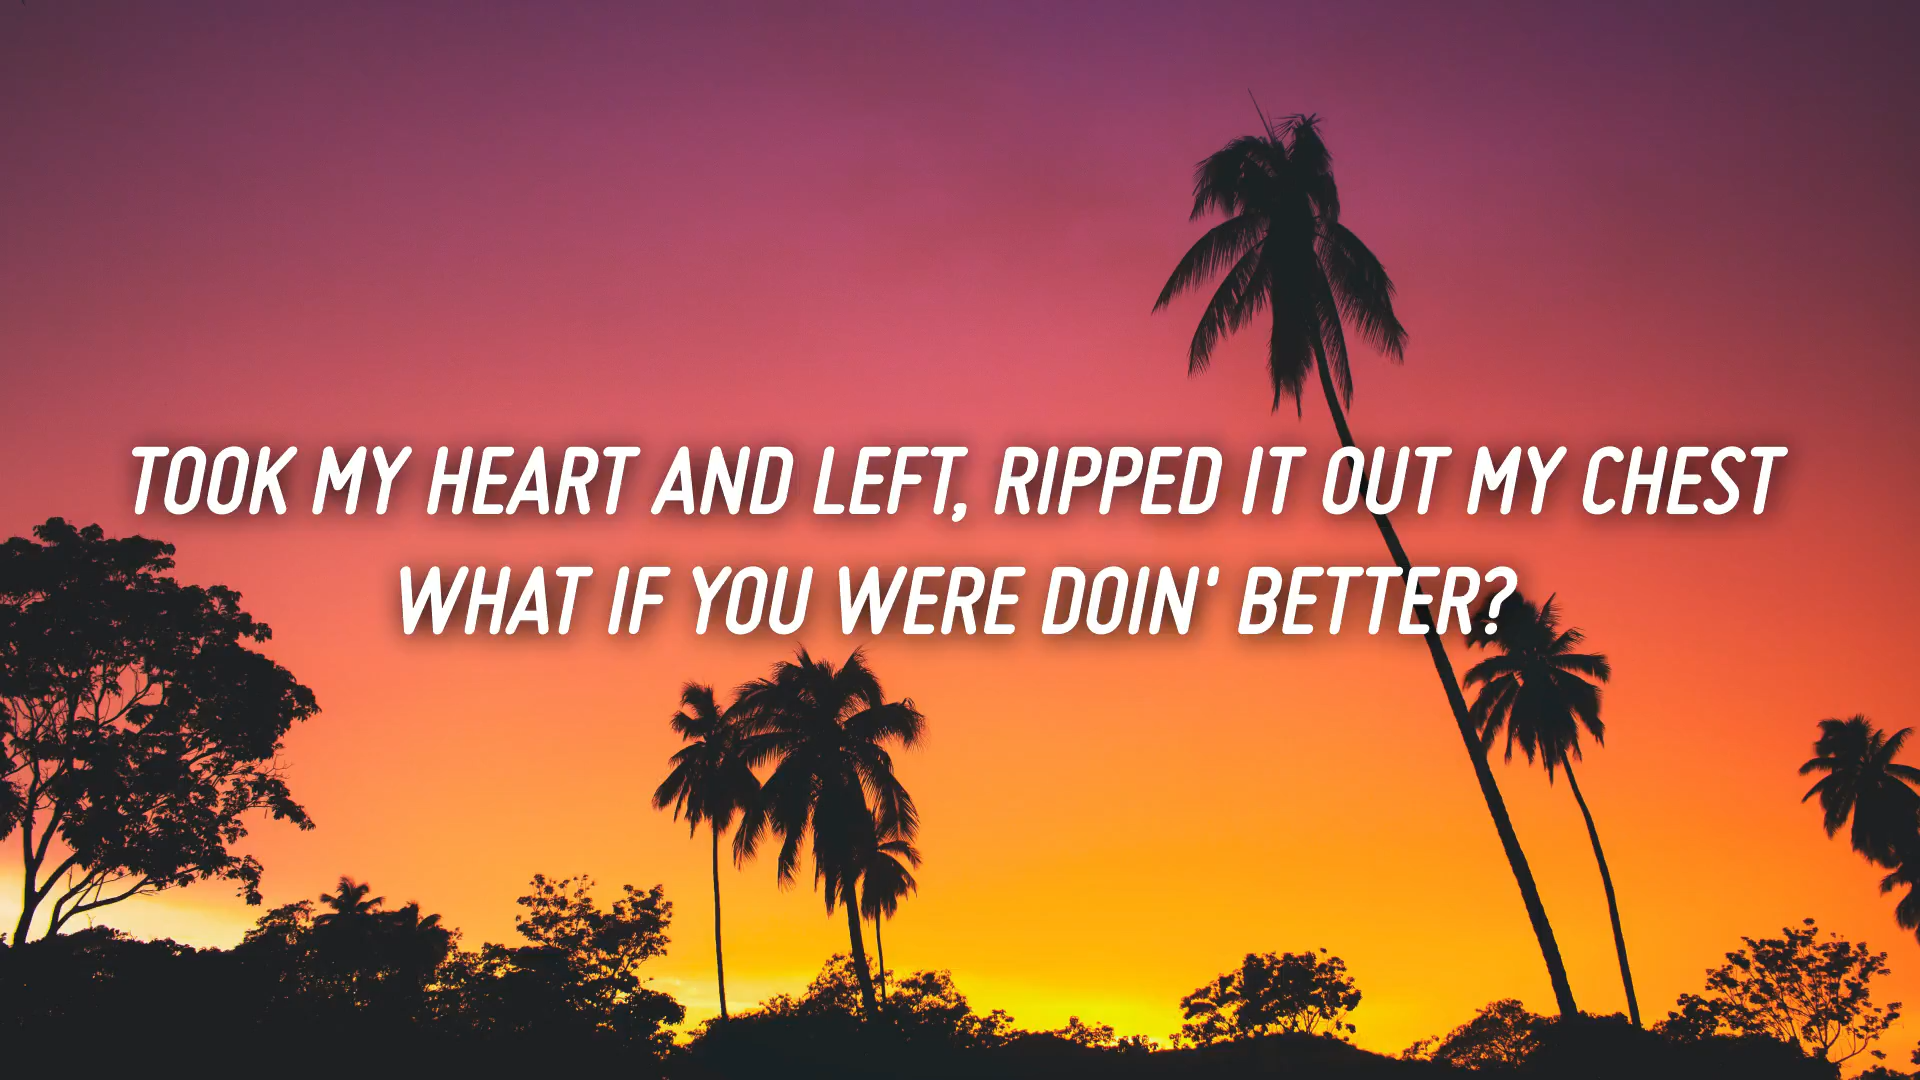 TOOK MY HEART AND LEFT, RIPPED IT OUT MY CHEST
WHAT IF YOU WERE DOIN' BETTER?